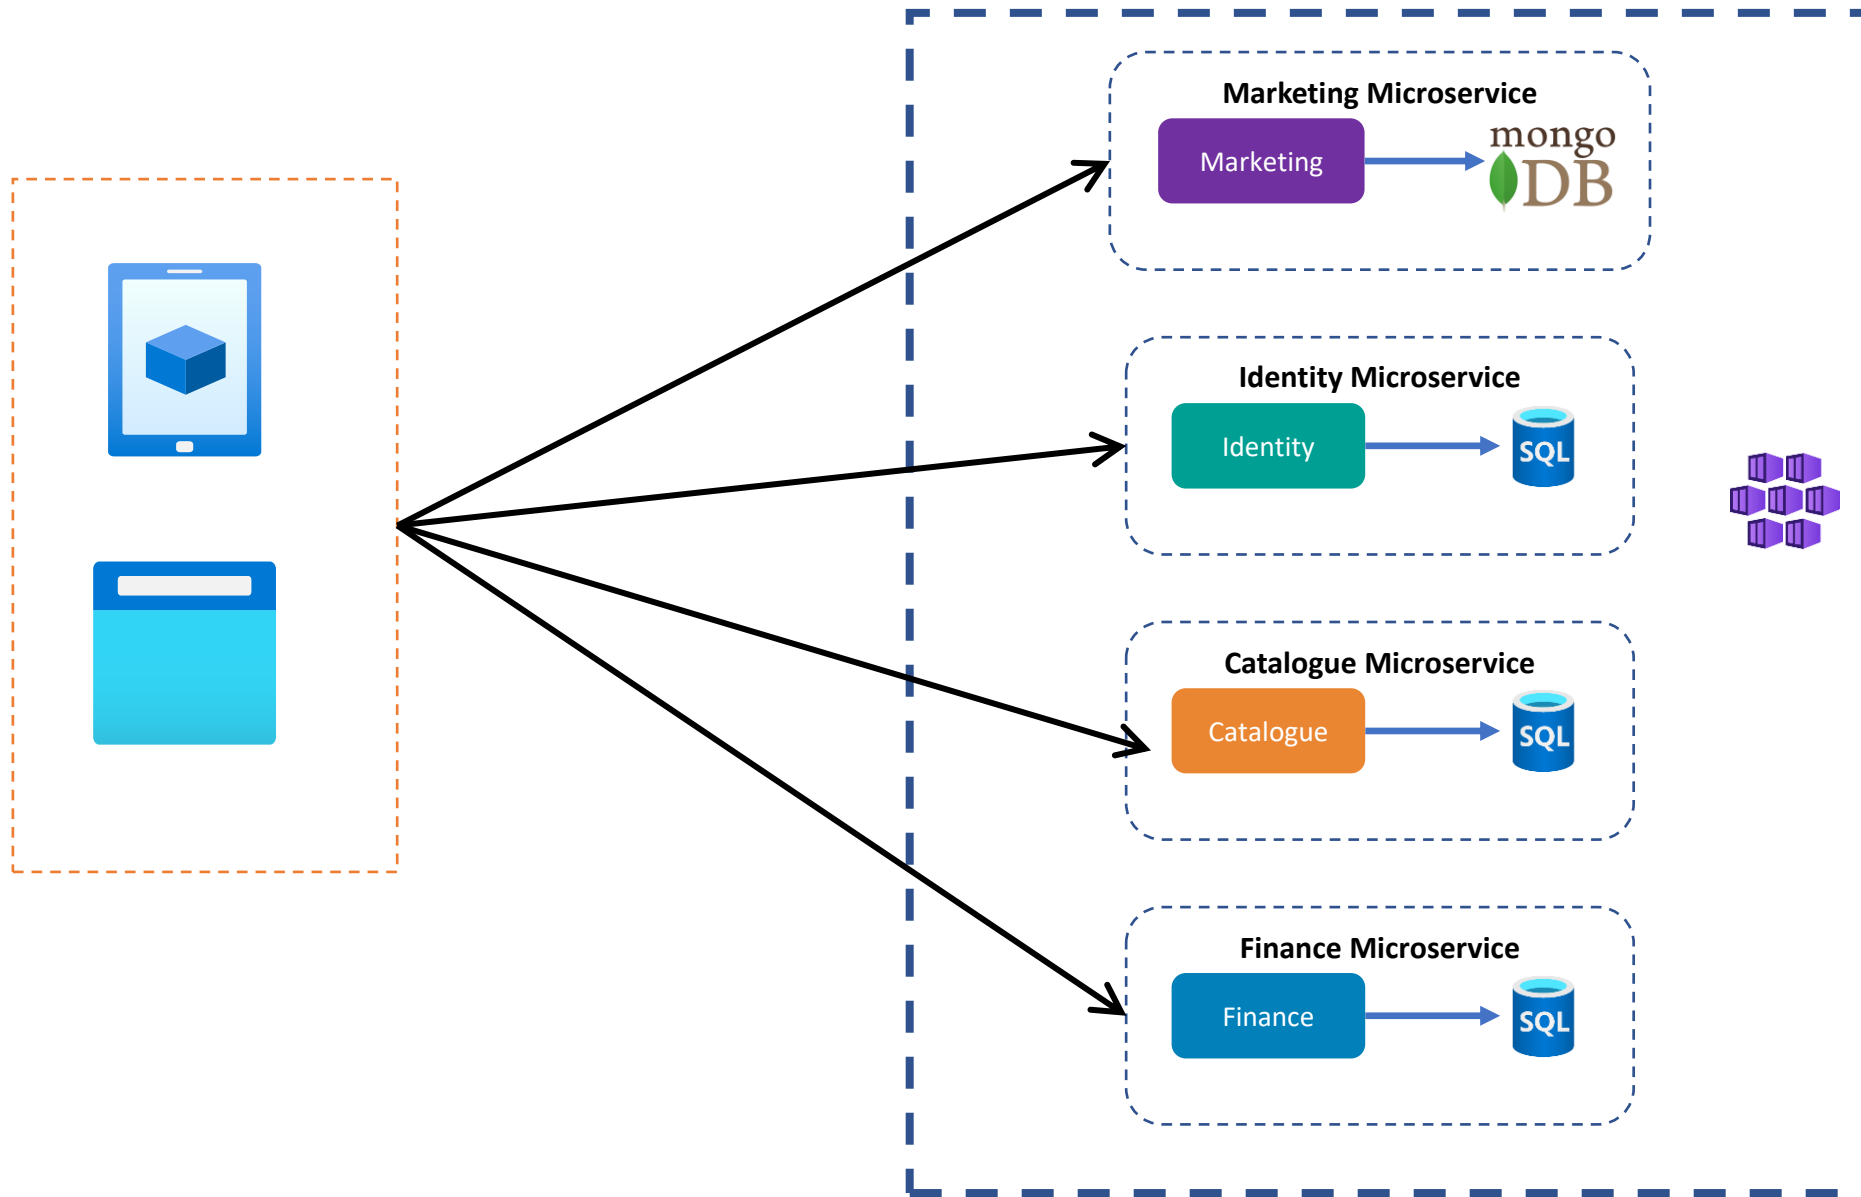 Marketing Microservice
Marketing
mongo
DB
Identity Microservice
Identity
SQL
Catalogue Microservice
Catalogue
SQL
Finance Microservice
Finance
SQL